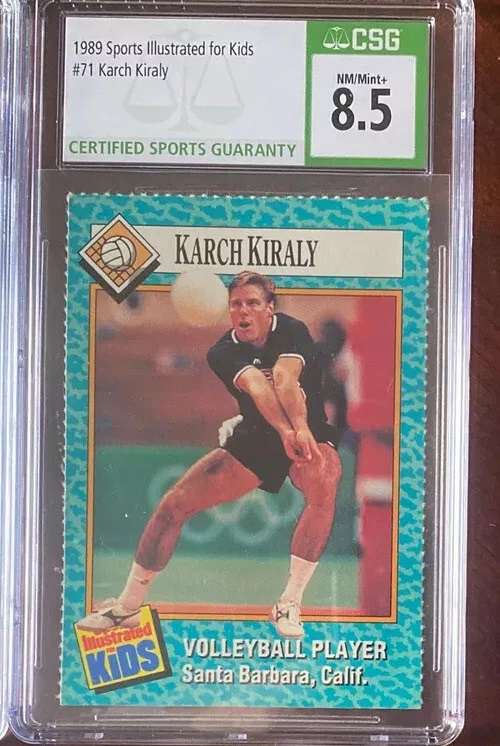 1989 Sports Illustrated for Kids
#71 Karch Kiraly
CERTIFIED SPORTS GUARANTY
CSG
NM/Mint+
8.5
KARCH KIRALY
Illustrated
KiDS
VOLLEYBALL PLAYER
Santa Barbara, Calif.